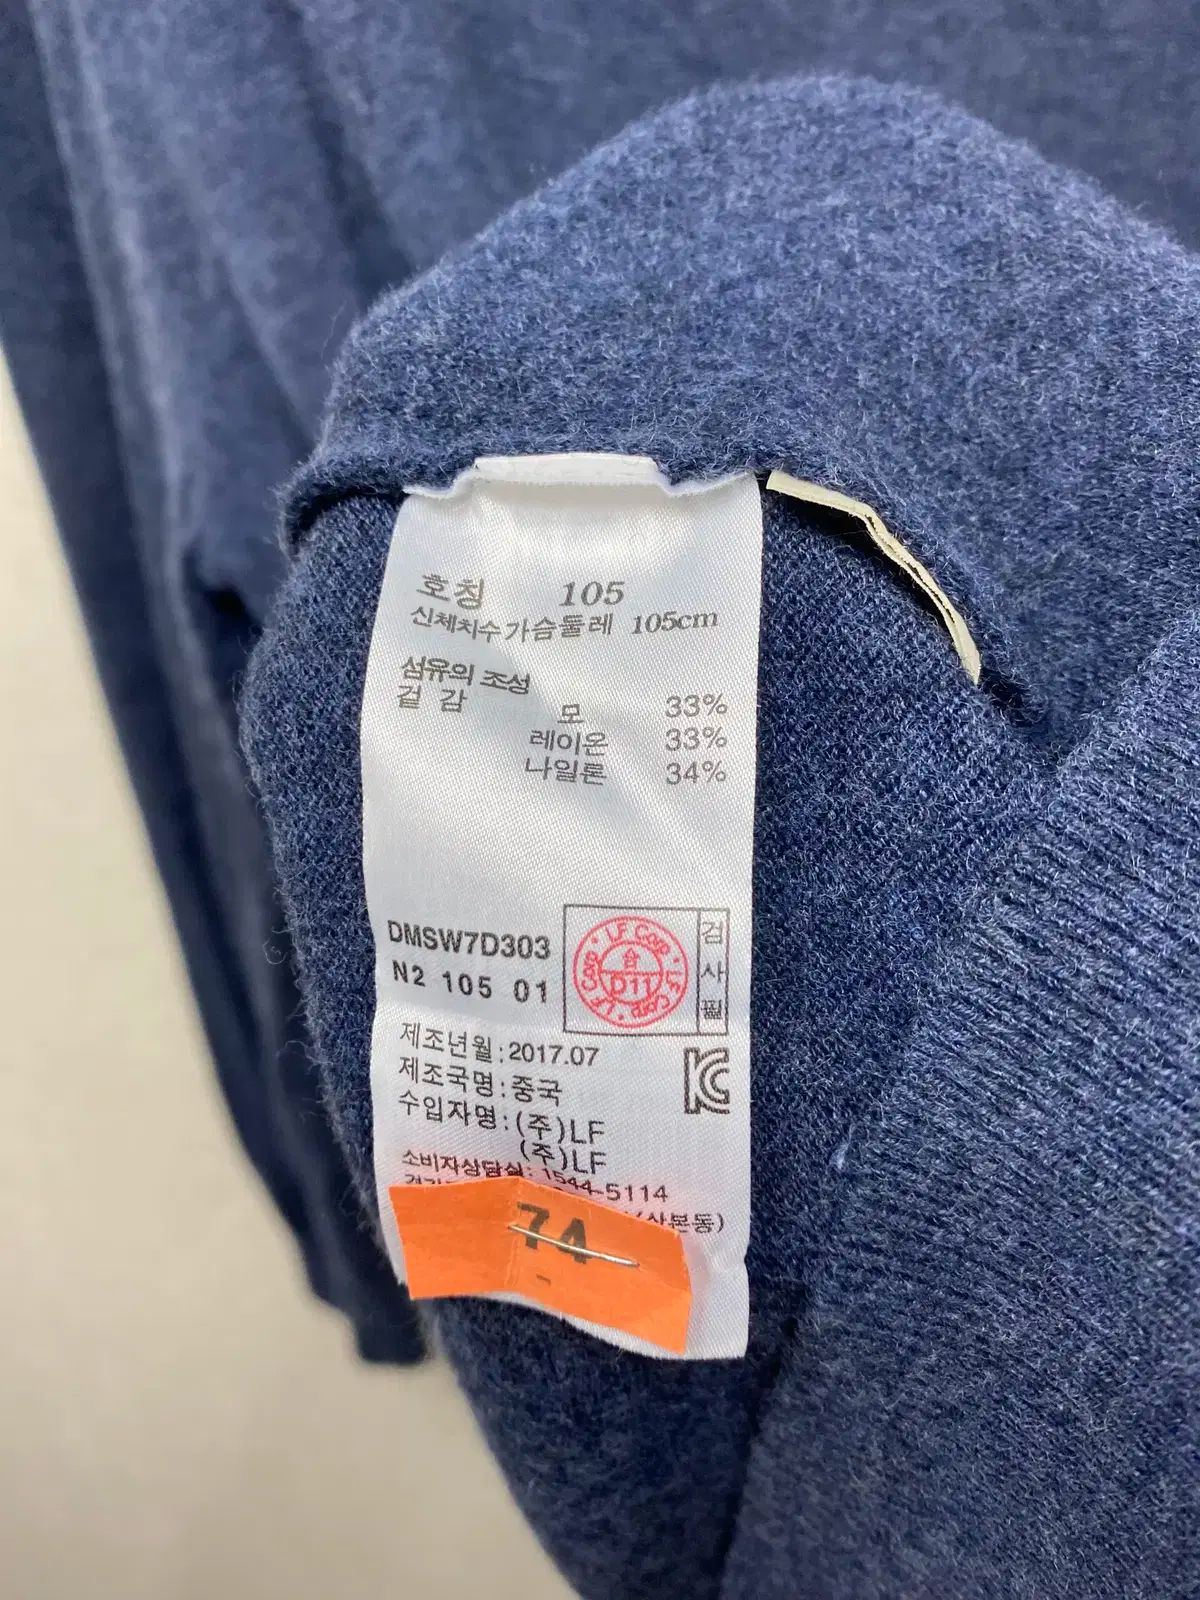 호칭 105
신체치수 가슴둘레 105cm
섬유의 조성
겉감
모 33%
레이온 33%
나일론 34%
DMSW7D303
N2 105 01
LF Corp · LF Corp · LF Corp ·
合
D11
검사필
제조년월:2017.07
제조국명:중국
수입자명:(주)LF
(주)LF
소비자상담실: 1544-5114
(산본동)
74